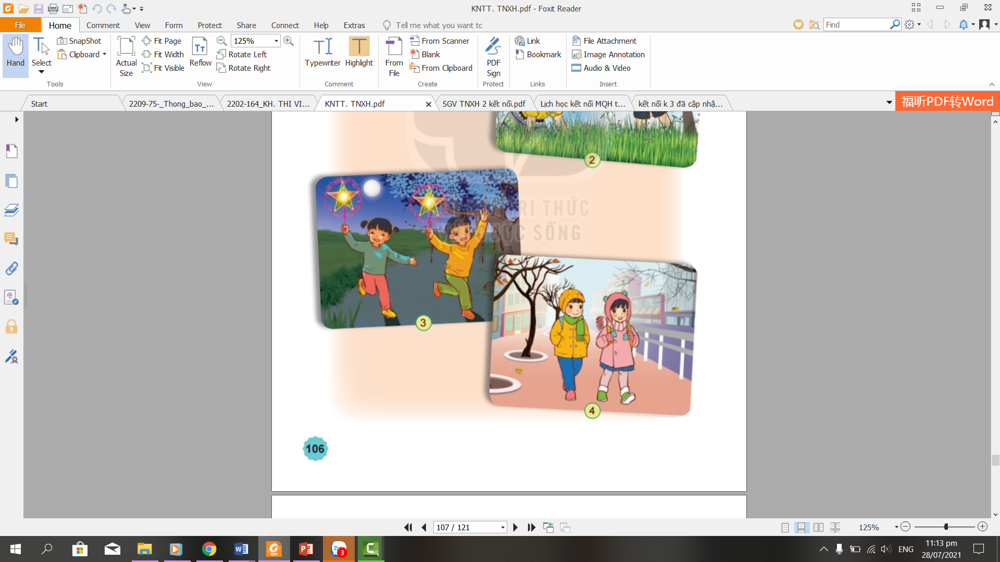 KNTT. TNXH.pdf - Foxit Reader
File Home Comment View Form Protect Share Connect Help Extras Tell me what you want to
Find
Hand
Select
SnapShot
Clipboard
Tools
Actual Size
Fit Page
Fit Width
Fit Visible
Reflow
125%
Rotate Left
Rotate Right
View
Typewriter
Highlight
Comment
From File
From Scanner
Blank
From Clipboard
Create
PDF Sign
Protect
Link
Bookmark
Links
File Attachment
Image Annotation
Audio & Video
Insert
Start
2209-75-_Thong_bao_...
2202-164_KH. THI VI...
KNTT. TNXH.pdf
SGV TNXH 2 kết nối.pdf
Lịch học kết nối MQH t...
kết nối k 3 đã cập nhậ...
福昕PDF转Word
2
TRI THỨC
CUỘC SỐNG
3
4
106
107 / 121
125%
3
ENG
11:13 pm
28/07/2021